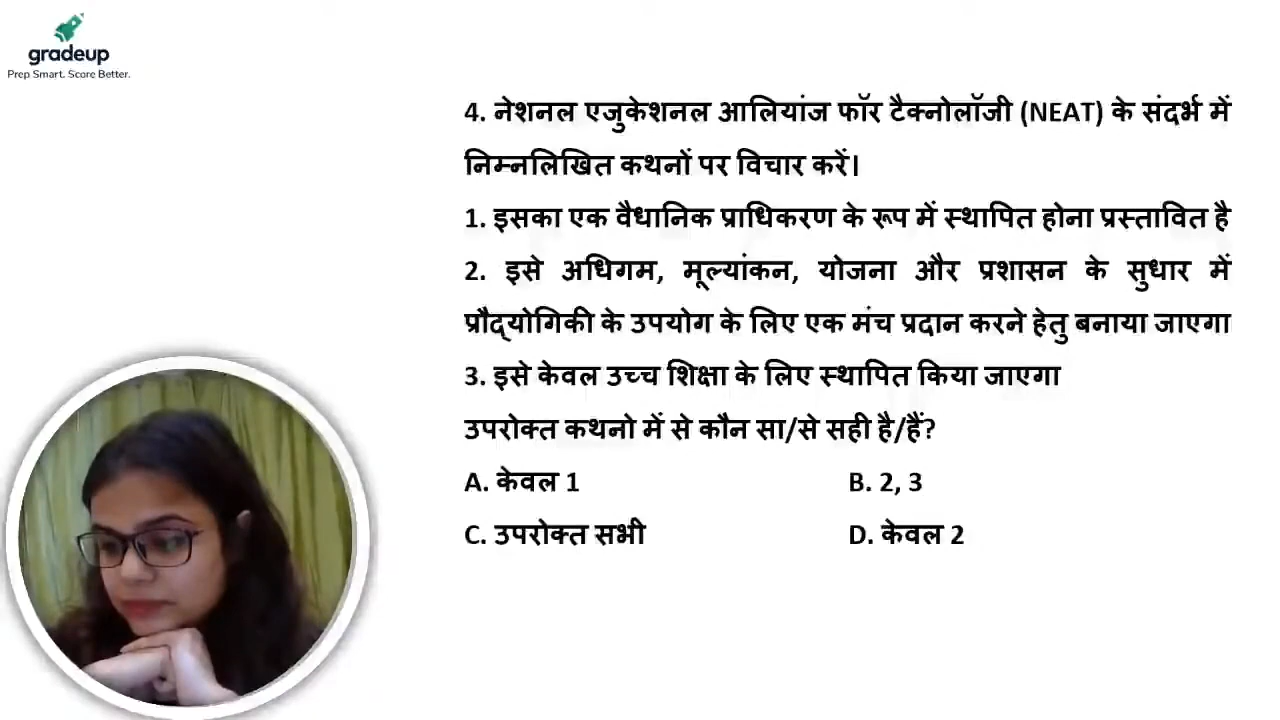 gradeup
Prep Smart. Score Better.
4. नेशनल एजुकेशनल आलियांज फॉर टैक्नोलॉजी (NEAT) के संदर्भ में
निम्नलिखित कथनों पर विचार करें।
1. इसका एक वैधानिक प्राधिकरण के रूप में स्थापित होना प्रस्तावित है
2. इसे अधिगम, मूल्यांकन, योजना और प्रशासन के सुधार में
प्रौद्योगिकी के उपयोग के लिए एक मंच प्रदान करने हेतु बनाया जाएगा
3. इसे केवल उच्च शिक्षा के लिए स्थापित किया जाएगा
उपरोक्त कथनो में से कौन सा/से सही है/हैं?
A. केवल 1 B. 2, 3
C. उपरोक्त सभी D. केवल 2